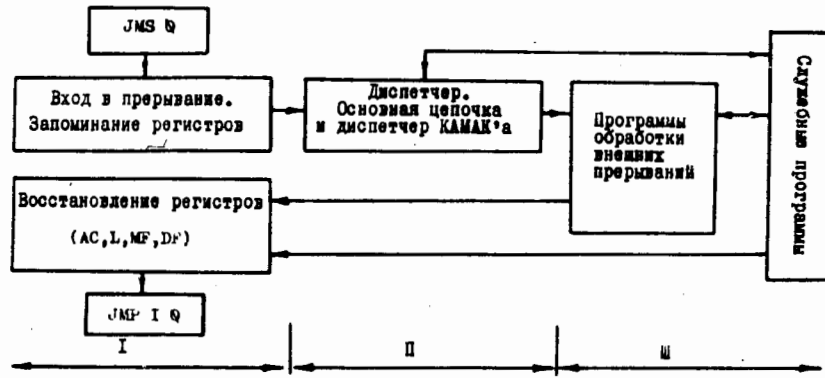 JMS 0
Вход в прерывание.
Запоминание регистров
Диспетчер.
Основная цепочка
и диспетчер КАМАК'а
Программы
обработки
внешних
прерываний
Служебные программы
Восстановление регистров
(AC,L,MF,DF)
JMP I 0
I
II
III